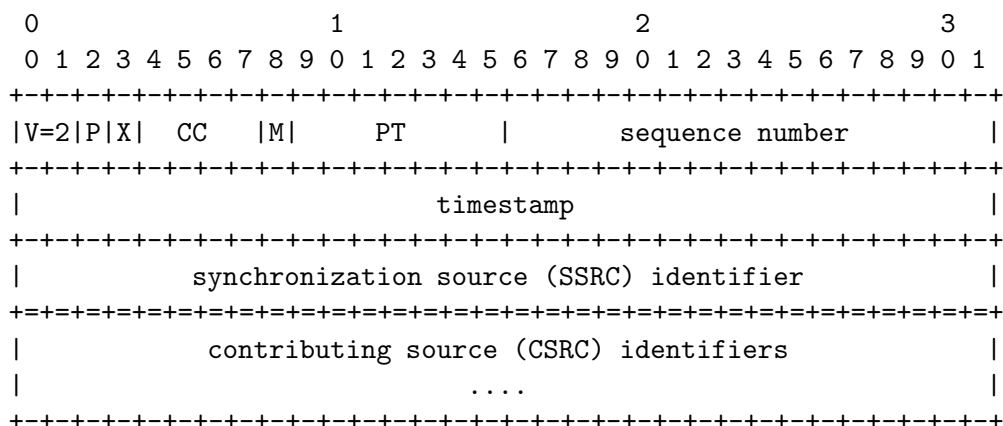 0                   1                   2                   3
 0 1 2 3 4 5 6 7 8 9 0 1 2 3 4 5 6 7 8 9 0 1 2 3 4 5 6 7 8 9 0 1
+-+-+-+-+-+-+-+-+-+-+-+-+-+-+-+-+-+-+-+-+-+-+-+-+-+-+-+-+-+-+-+-+
|V=2|P|X|  CC   |M|     PT      |       sequence number         |
+-+-+-+-+-+-+-+-+-+-+-+-+-+-+-+-+-+-+-+-+-+-+-+-+-+-+-+-+-+-+-+-+
|                           timestamp                           |
+-+-+-+-+-+-+-+-+-+-+-+-+-+-+-+-+-+-+-+-+-+-+-+-+-+-+-+-+-+-+-+-+
|           synchronization source (SSRC) identifier            |
+=+=+=+=+=+=+=+=+=+=+=+=+=+=+=+=+=+=+=+=+=+=+=+=+=+=+=+=+=+=+=+=+
|            contributing source (CSRC) identifiers             |
|                             ....                              |
+-+-+-+-+-+-+-+-+-+-+-+-+-+-+-+-+-+-+-+-+-+-+-+-+-+-+-+-+-+-+-+-+